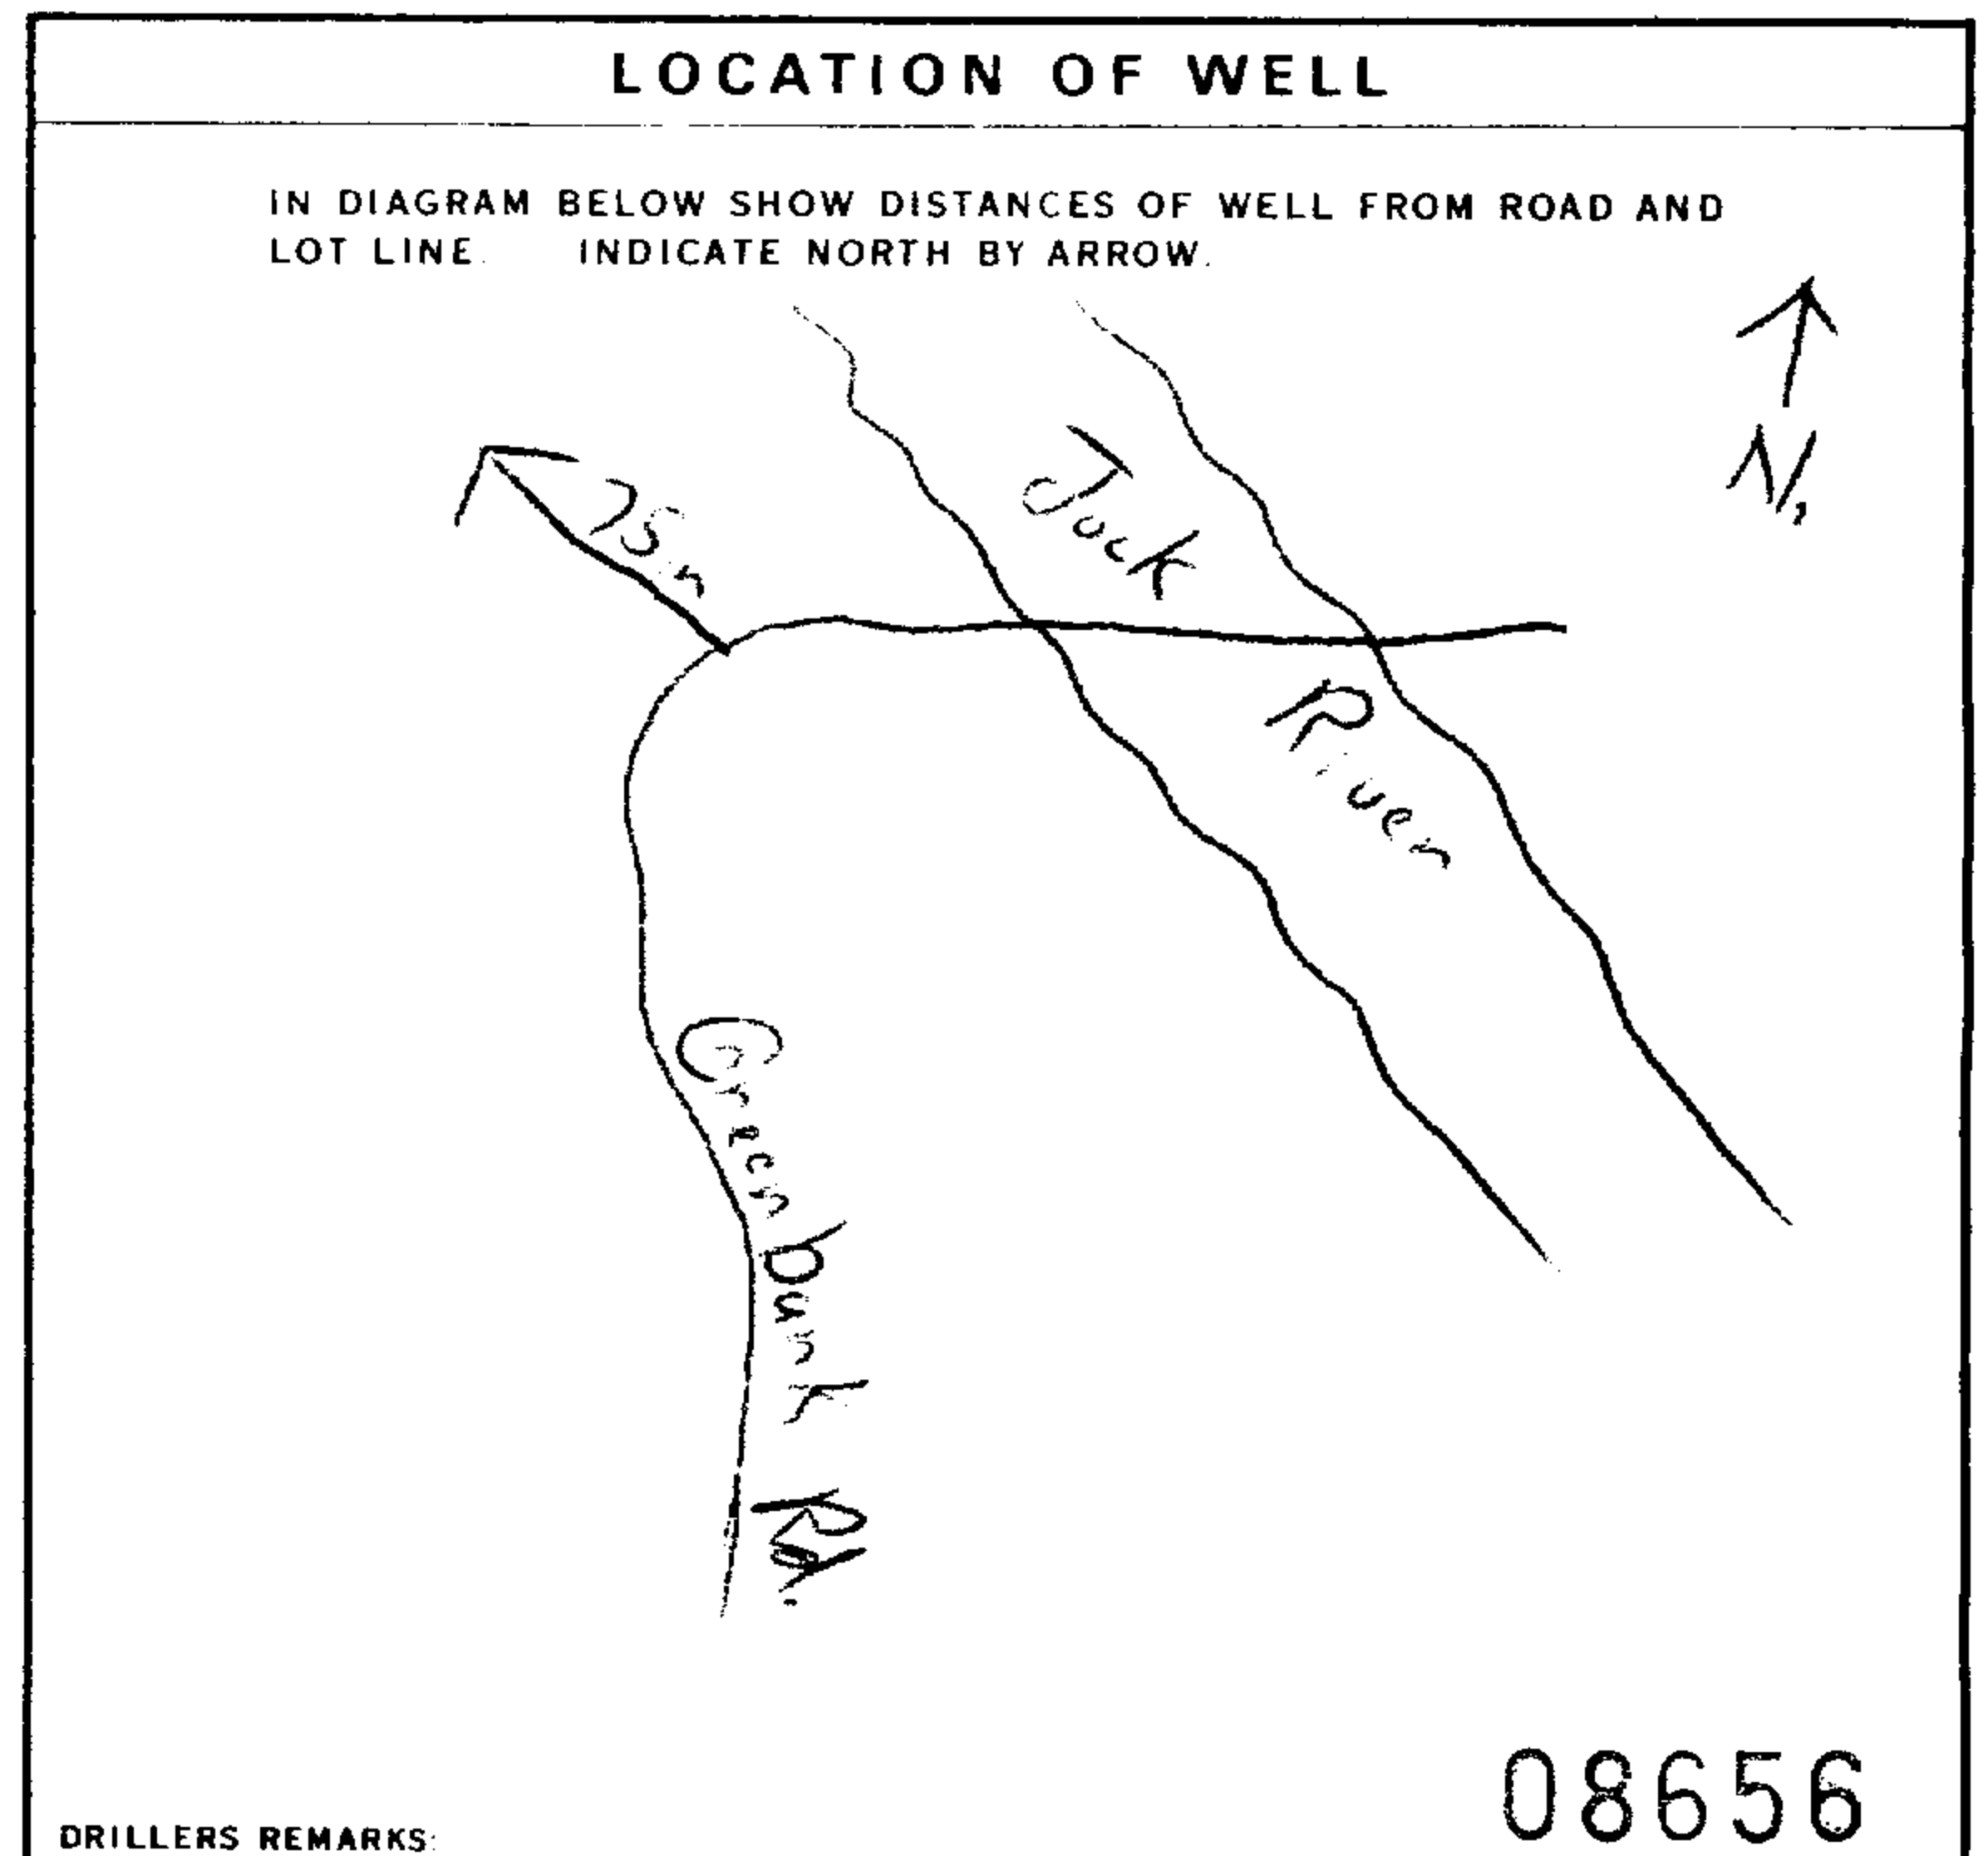 LOCATION OF WELL
IN DIAGRAM BELOW SHOW DISTANCES OF WELL FROM ROAD AND
LOT LINE. INDICATE NORTH BY ARROW.
N.
75m
Jock
River
Greenbank Rd.
08656
DRILLERS REMARKS: